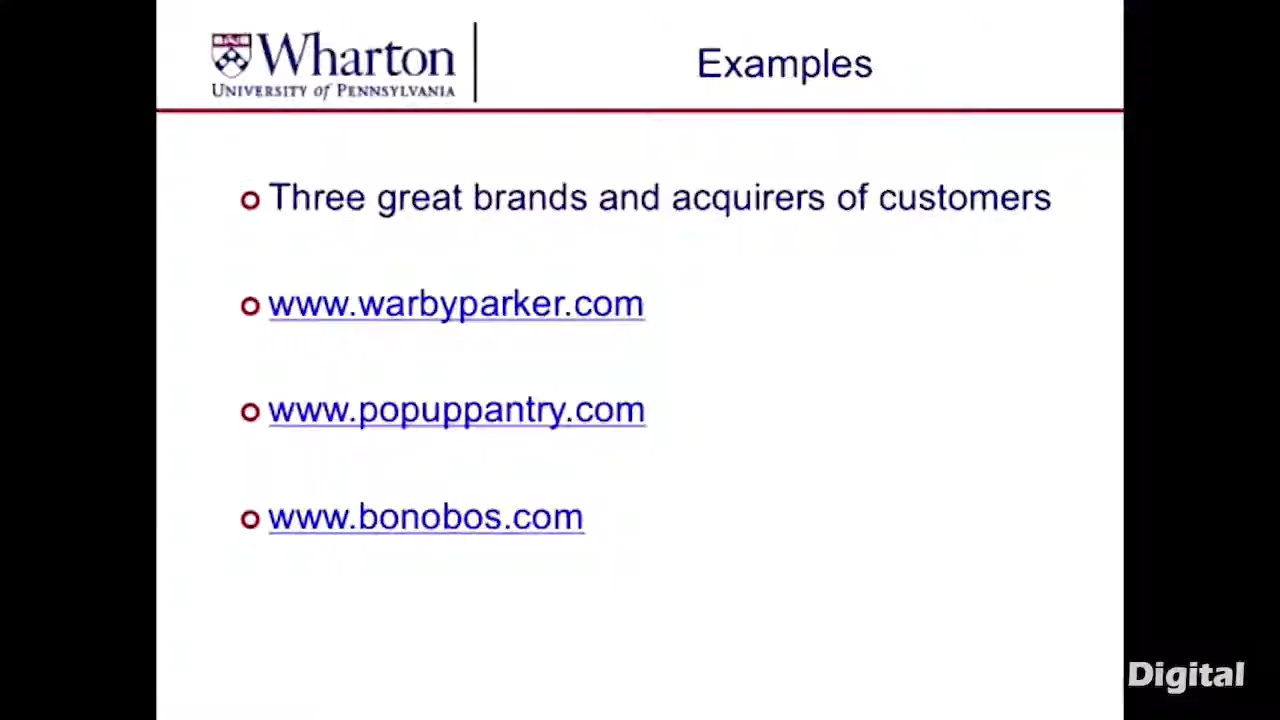 Wharton
UNIVERSITY of PENNSYLVANIA
Examples
Three great brands and acquirers of customers
www.warbyparker.com
www.popuppantry.com
www.bonobos.com
Digital